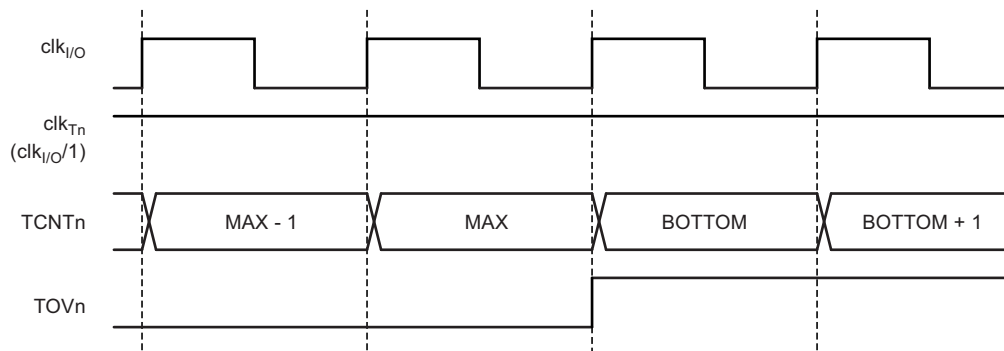 clkI/O
clkTn
(clkI/O/1)
TCNTn MAX - 1 MAX BOTTOM BOTTOM + 1
TOVn